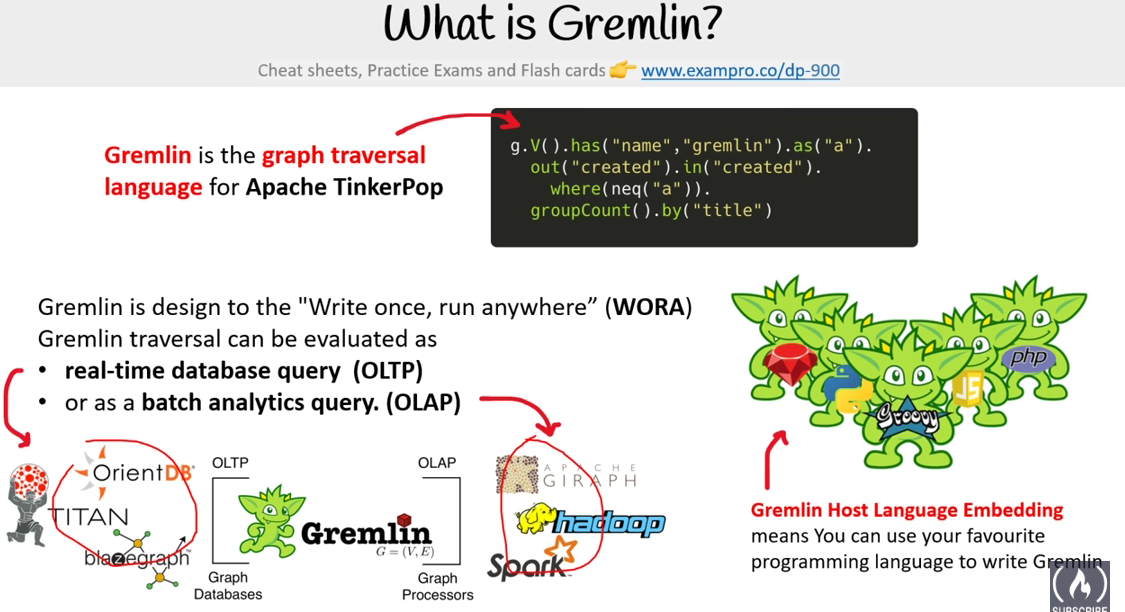 What is Gremlin?
Cheat sheets, Practice Exams and Flash cards 👉 www.exampro.co/dp-900
Gremlin is the graph traversal
language for Apache TinkerPop
g.V().has("name","gremlin").as("a").
out("created").in("created").
where(neq("a")).
groupCount().by("title")
Gremlin is design to the "Write once, run anywhere” (WORA)
Gremlin traversal can be evaluated as
• real-time database query (OLTP)
• or as a batch analytics query. (OLAP)
OrientDB
TITAN
blazegraph
OLTP
OLAP
Gremlin
G = (V, E)
Graph
Databases
Graph
Processors
APACHE
GIRAPH
hadoop
Spark
php
JS
Groovy
Gremlin Host Language Embedding
means You can use your favourite
programming language to write Gremlin
SUBSCRIBE